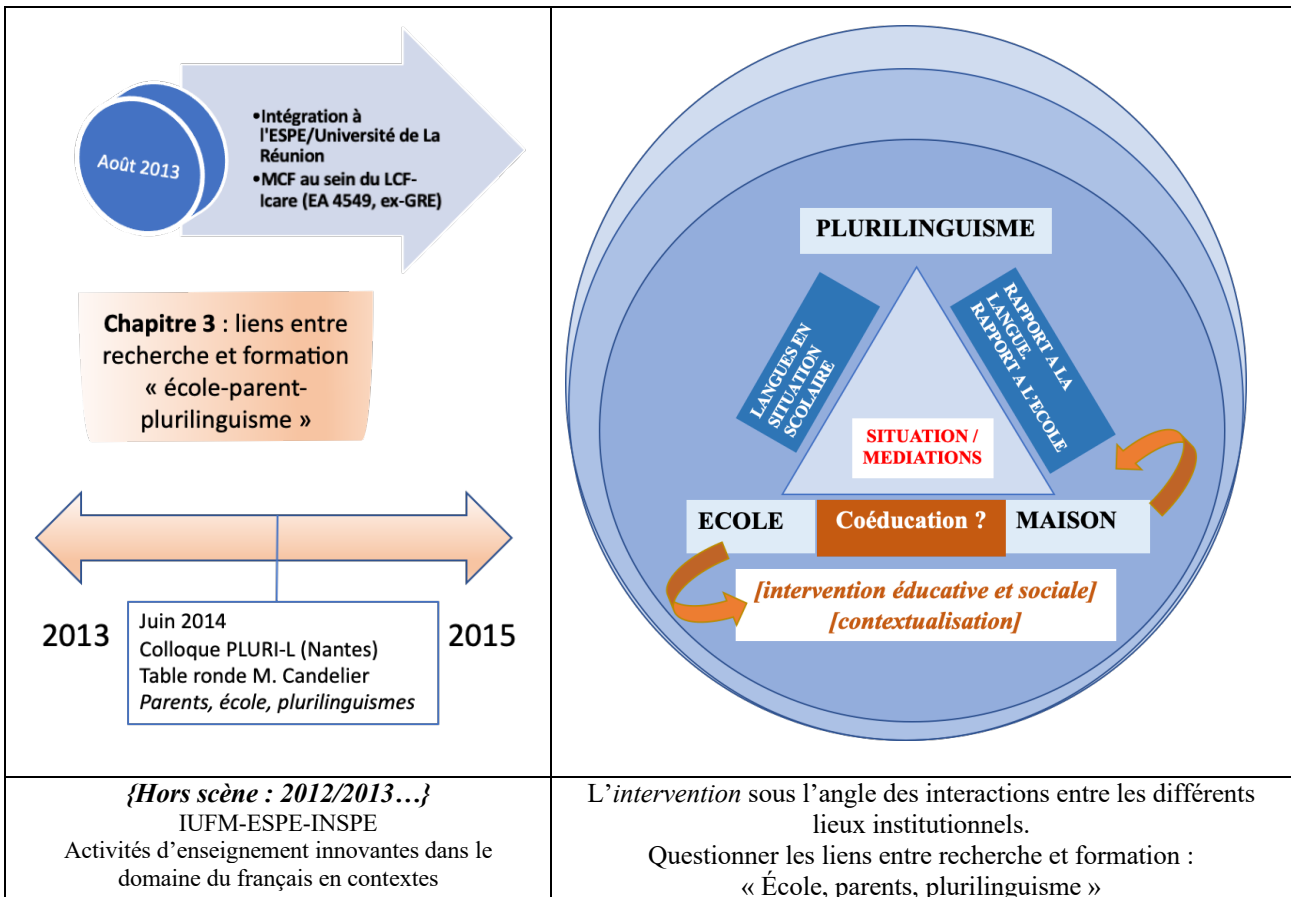 Août 2013
•Intégration à
l'ESPE/Université de La
Réunion
•MCF au sein du LCF-
Icare (EA 4549, ex-GRE)
Chapitre 3 : liens entre
recherche et formation
« école-parent-
plurilinguisme »
2013
2015
Juin 2014
Colloque PLURI-L (Nantes)
Table ronde M. Candelier
Parents, école, plurilinguismes
PLURILINGUISME
LANGUES EN
SITUATION
SCOLAIRE
RAPPORT A LA
LANGUE.
RAPPORT A L'ECOLE
SITUATION /
MEDIATIONS
ECOLE
Coéducation ?
MAISON
[intervention éducative et sociale]
[contextualisation]
{Hors scène : 2012/2013…}
IUFM-ESPE-INSPE
Activités d’enseignement innovantes dans le
domaine du français en contextes
L’intervention sous l’angle des interactions entre les différents
lieux institutionnels.
Questionner les liens entre recherche et formation :
« École, parents, plurilinguisme »